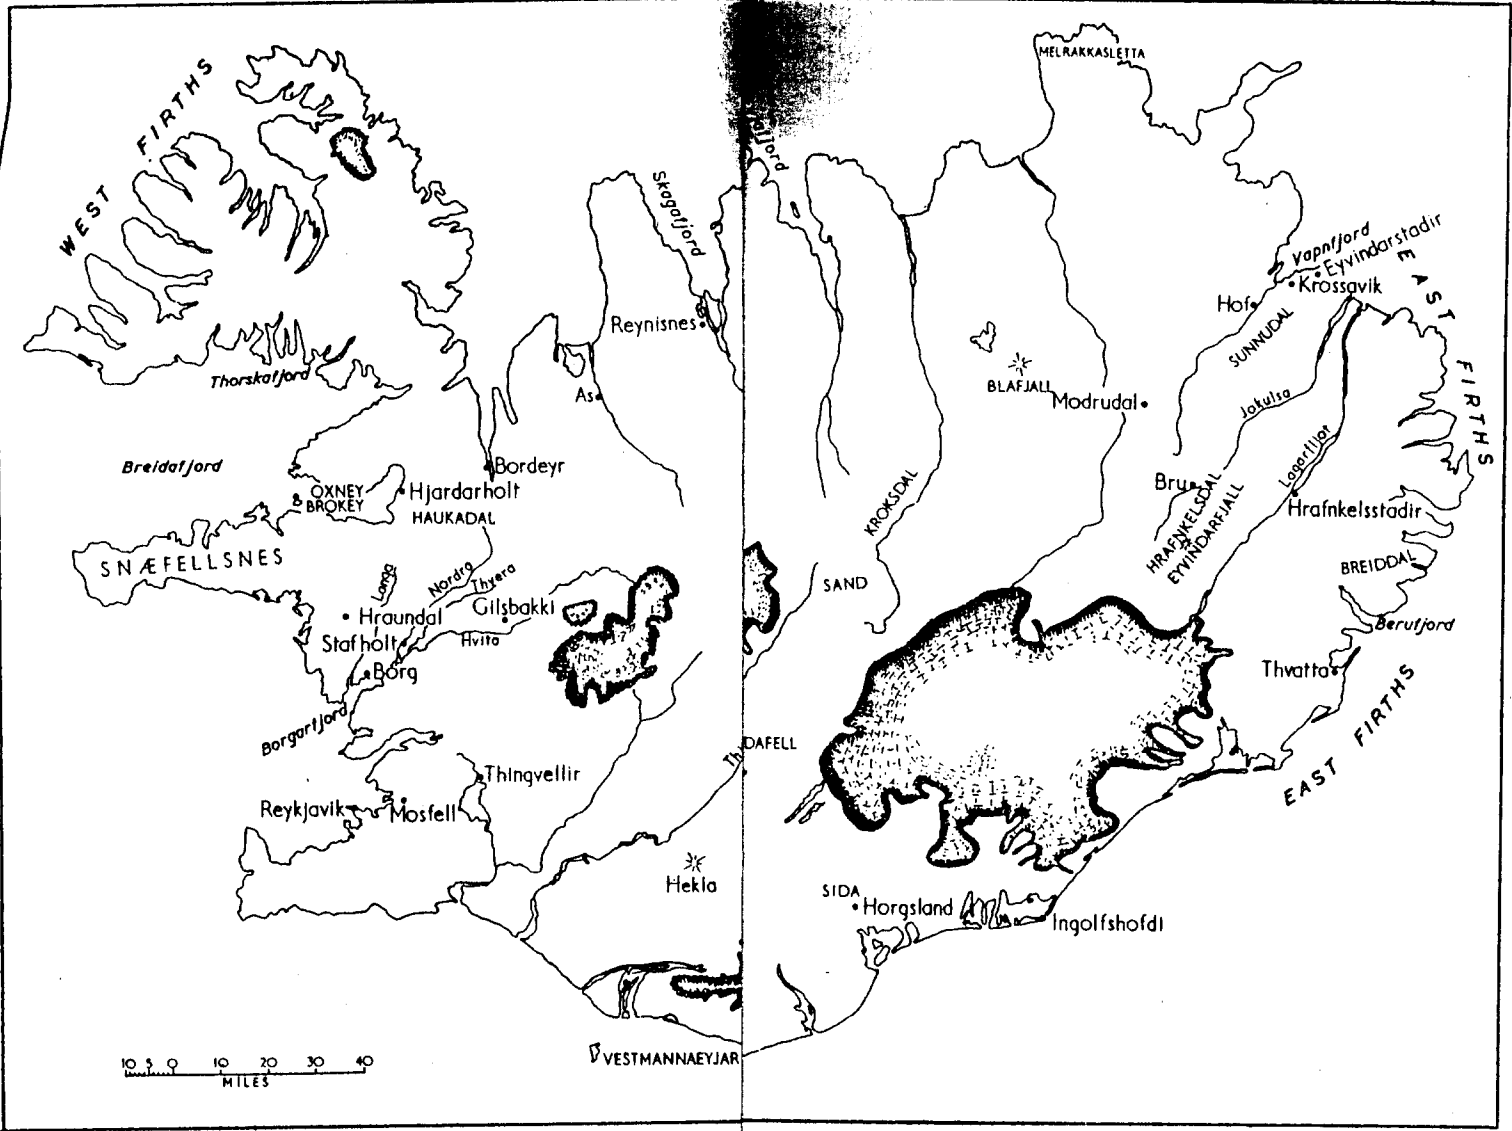 WEST FIRTHS
MELRAKKASLETTA
Skagafjord
Vapnfjord
Eyvindarstadir
Krossavik
Hof
SUNNUDAL
EAST FIRTHS
Reynisnes
Thorskafjord
As
BLAFJALL
Modrudal
Jokulsa
Lagarfljot
Breidafjord
Bordeyr
OXNEY
BROKEY
Hjardarholt
HAUKADAL
KROKSDAL
Bru
HRAFNKELSDAL
EYVINDARFJALL
Hrafnkelsstadir
SNÆFELLSNES
Langa
Nordra
Thvera
Gilsbakki
SAND
BREIDDAL
Hraundal
Stafholt
Hvita
Borg
Berufjord
Thvatta
Borgarfjord
DAFELL
EAST FIRTHS
Thingvellir
Reykjavik
Mosfell
Hekla
SIDA
Horgsland
Ingolfshofdi
VESTMANNAEYJAR
10 5 0 10 20 30 40
MILES